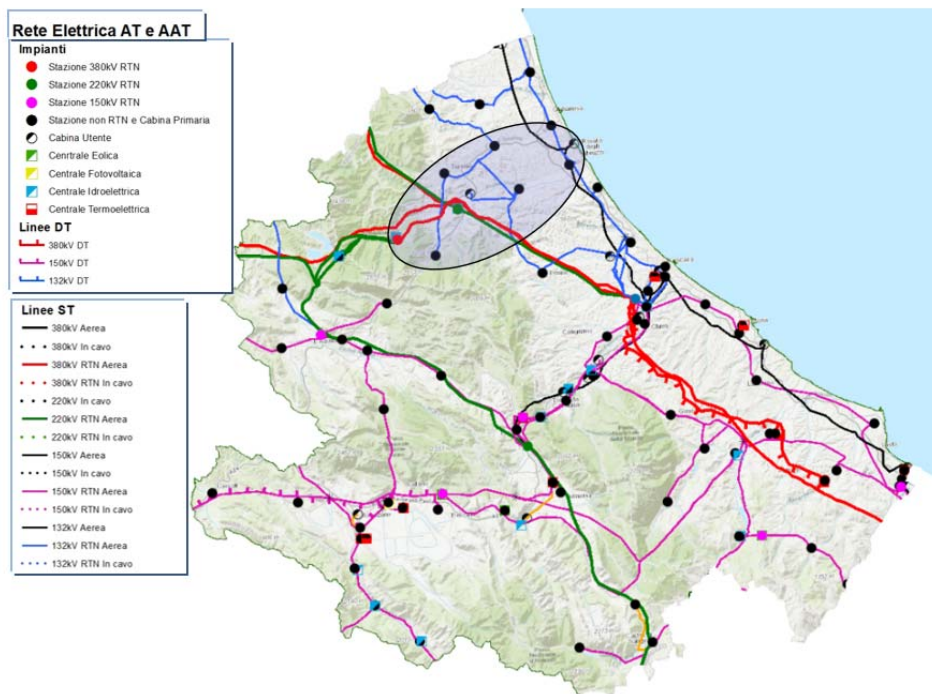 Rete Elettrica AT e AAT
Impianti
Stazione 380kV RTN
Stazione 220kV RTN
Stazione 150kV RTN
Stazione non RTN e Cabina Primaria
Cabina Utente
Cenrtrale Eolica
Centrale Fotovoltaica
Centrale Idroelettrica
Centrale Termoelettrica
Linee DT
380kV DT
150kV DT
132kV DT
Linee ST
380kV Aerea
380kV In cavo
380kV RTN Aerea
380kV RTN In cavo
220kV In cavo
220kV RTN Aerea
220kV RTN In cavo
150kV Aerea
150kV In cavo
150kV RTN Aerea
150kV RTN In cavo
132kV Aerea
132kV RTN Aerea
132kV RTN In cavo